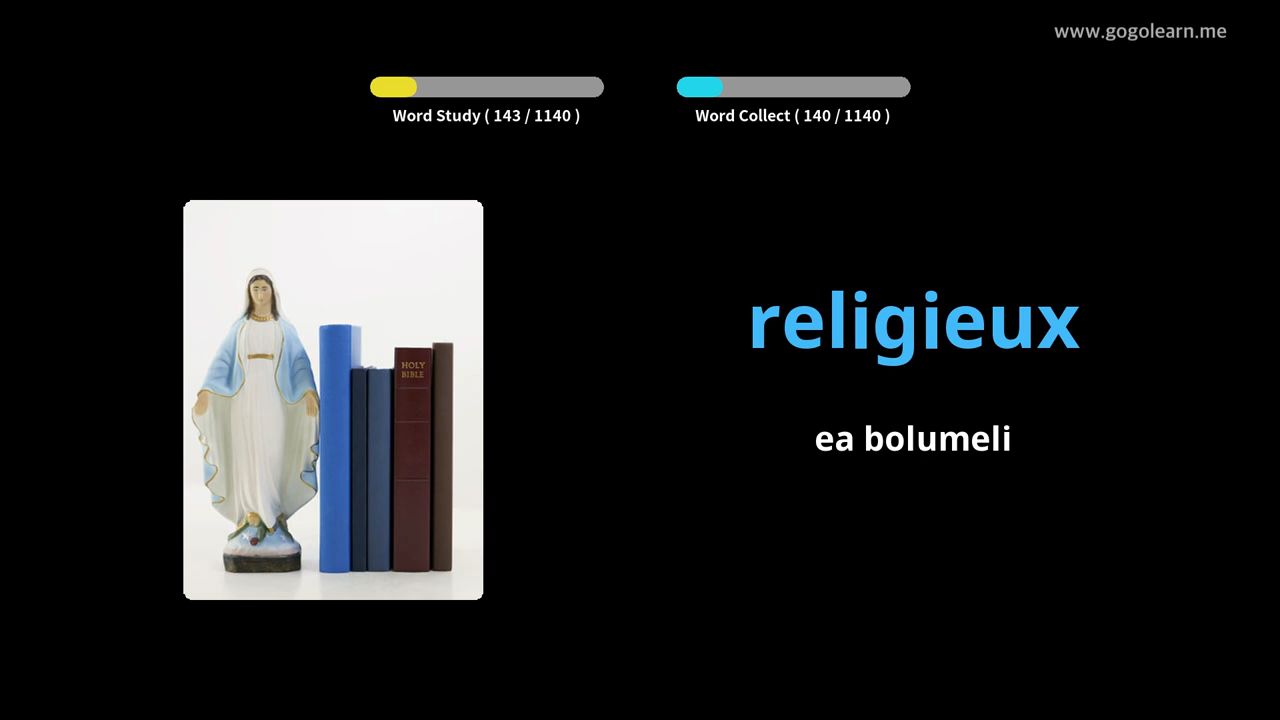 www.gogolearn.me
Word Study ( 143 / 1140 )
Word Collect ( 140 / 1140 )
HOLY
BIBLE
religieux
ea bolumeli